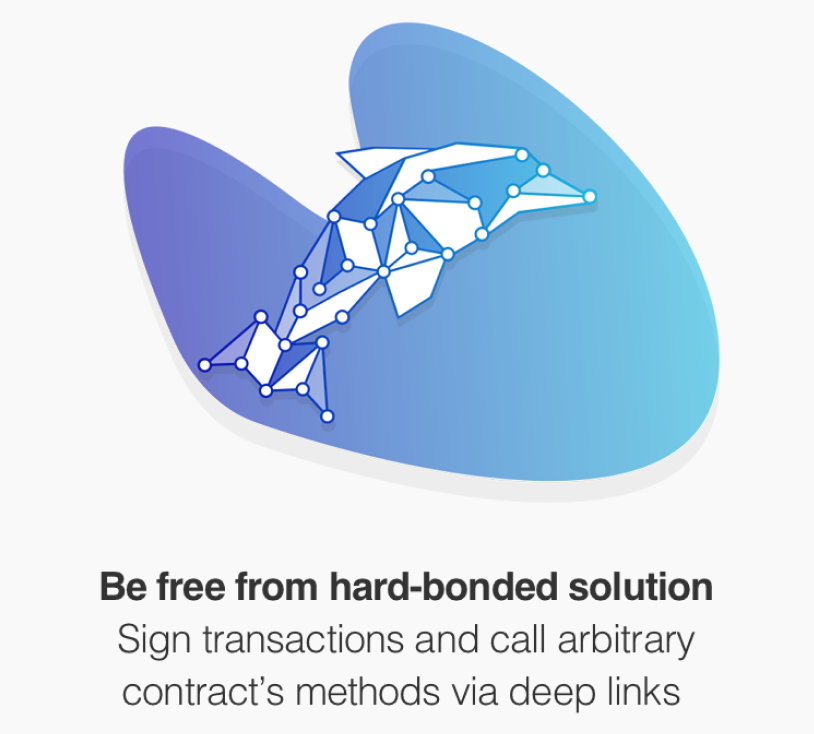 Be free from hard-bonded solution
Sign transactions and call arbitrary
contract’s methods via deep links